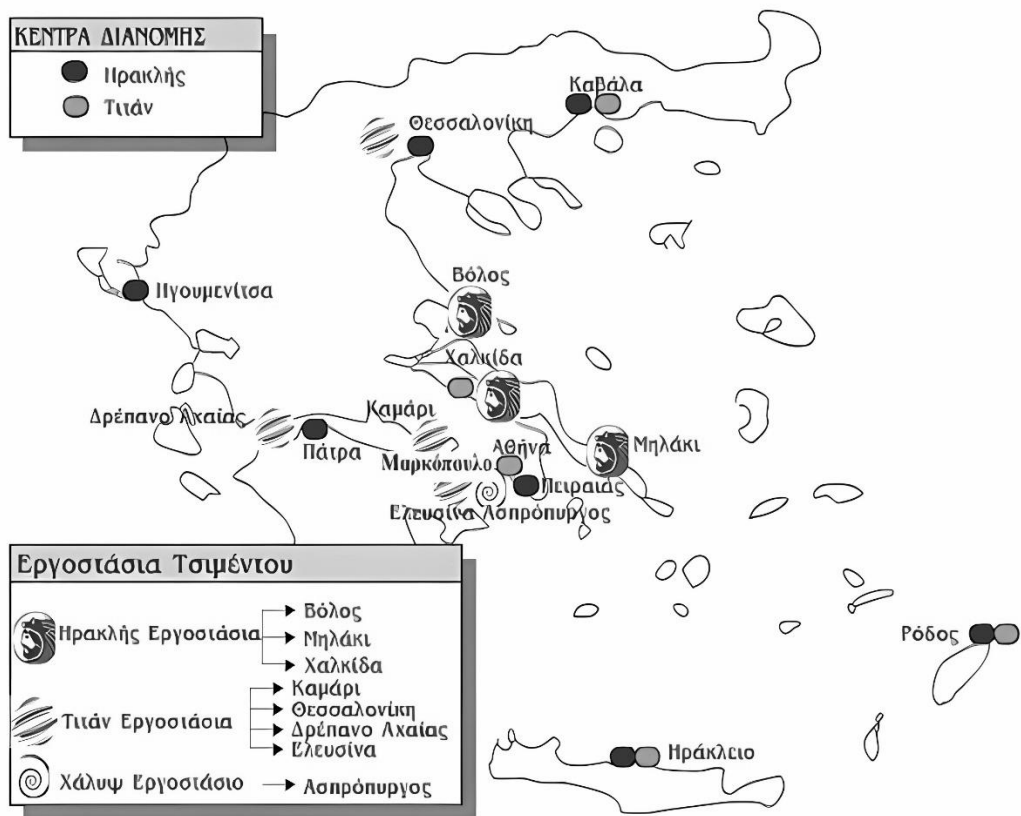 ΚΕΝΤΡΑ ΔΙΑΝΟΜΗΣ
Ηρακλής
Τιτάν
Καβάλα
Θεσσαλονίκη
Ηγουμενίτσα
Βόλος
Χαλκίδα
Δρέπανο Αχαίας
Καμάρι
Πάτρα
Μαρκόπουλο
Αθήνα
Μηλάκι
Πειραιάς
Ελευσίνα Ασπρόπυργος
Ρόδος
Ηράκλειο
Εργοστάσια Τσιμέντου
Ηρακλής Εργοστάσια
Βόλος
Μηλάκι
Χαλκίδα
Τιτάν Εργοστάσια
Καμάρι
Θεσσαλονίκη
Δρέπανο Αχαίας
Ελευσίνα
Χάλυψ Εργοστάσιο
Ασπρόπυργος